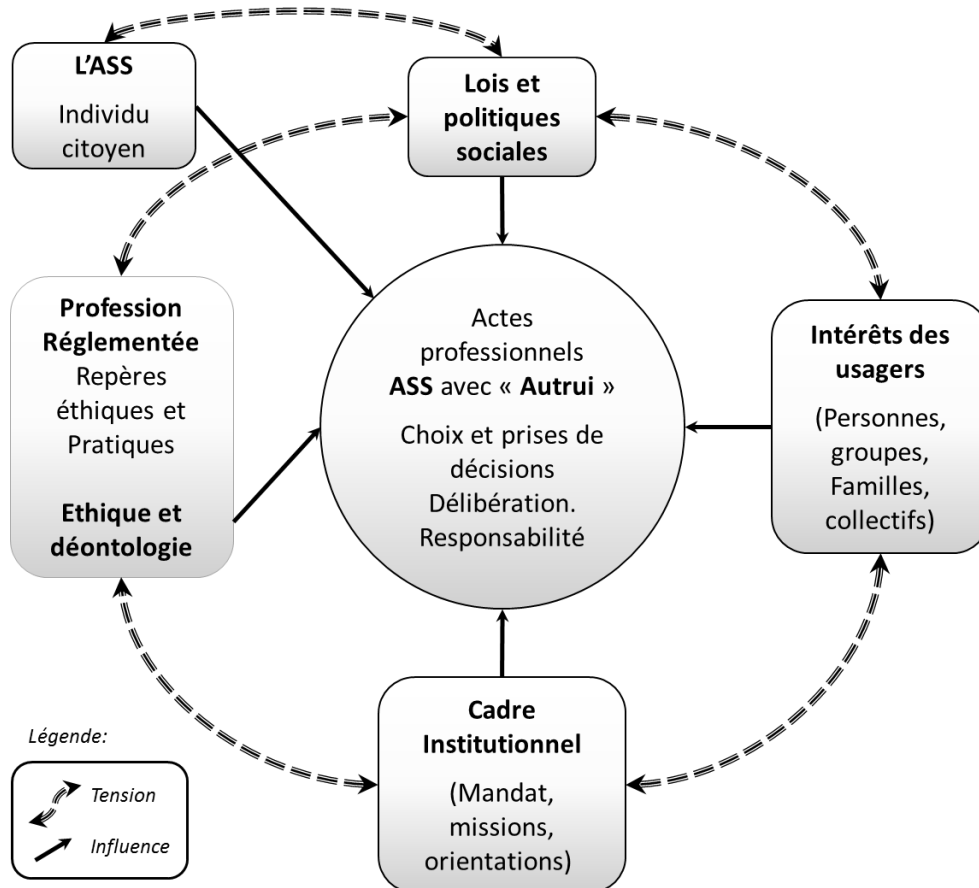 L'ASS
Individu
citoyen
Lois et
politiques
sociales
Profession
Réglementée
Repères
éthiques et
Pratiques
Ethique et
déontologie
Actes
professionnels
ASS avec « Autrui »
Choix et prises de
décisions
Délibération.
Responsabilité
Intérêts des
usagers
(Personnes,
groupes,
Familles,
collectifs)
Cadre
Institutionnel
(Mandat,
missions,
orientations)
Légende:
Tension
Influence